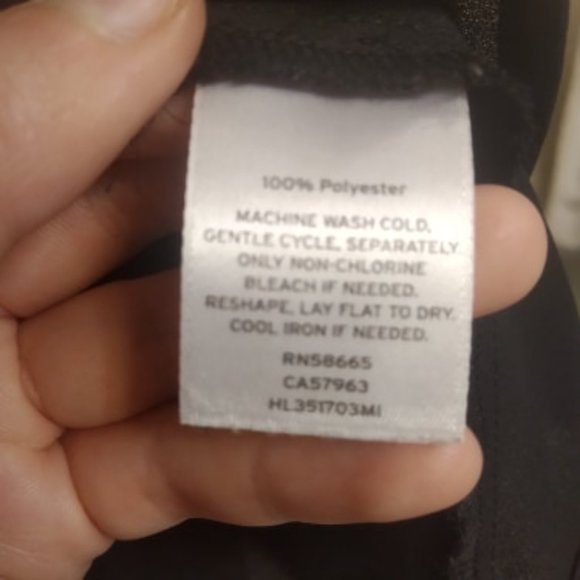 100% Polyester
MACHINE WASH COLD,
GENTLE CYCLE, SEPARATELY.
ONLY NON-CHLORINE
BLEACH IF NEEDED.
RESHAPE, LAY FLAT TO DRY.
COOL IRON IF NEEDED.
RN58665
CA57963
HL351703MI